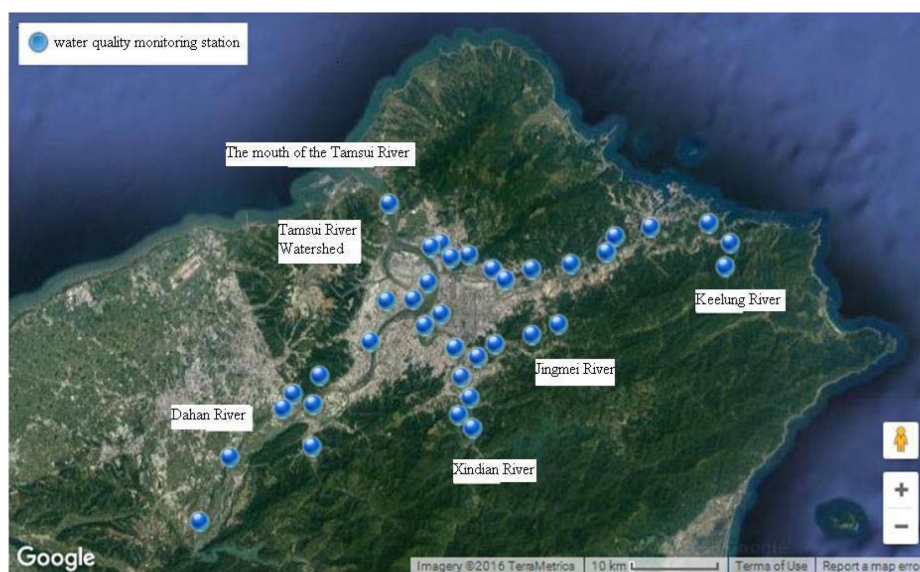 water quality monitoring station
The mouth of the Tamsui River
Tamsui River
Watershed
Keelung River
Jingmei River
Dahan River
Xindian River
+
−
Google
Imagery ©2016 TerraMetrics
10 km
Terms of Use
Report a map erro